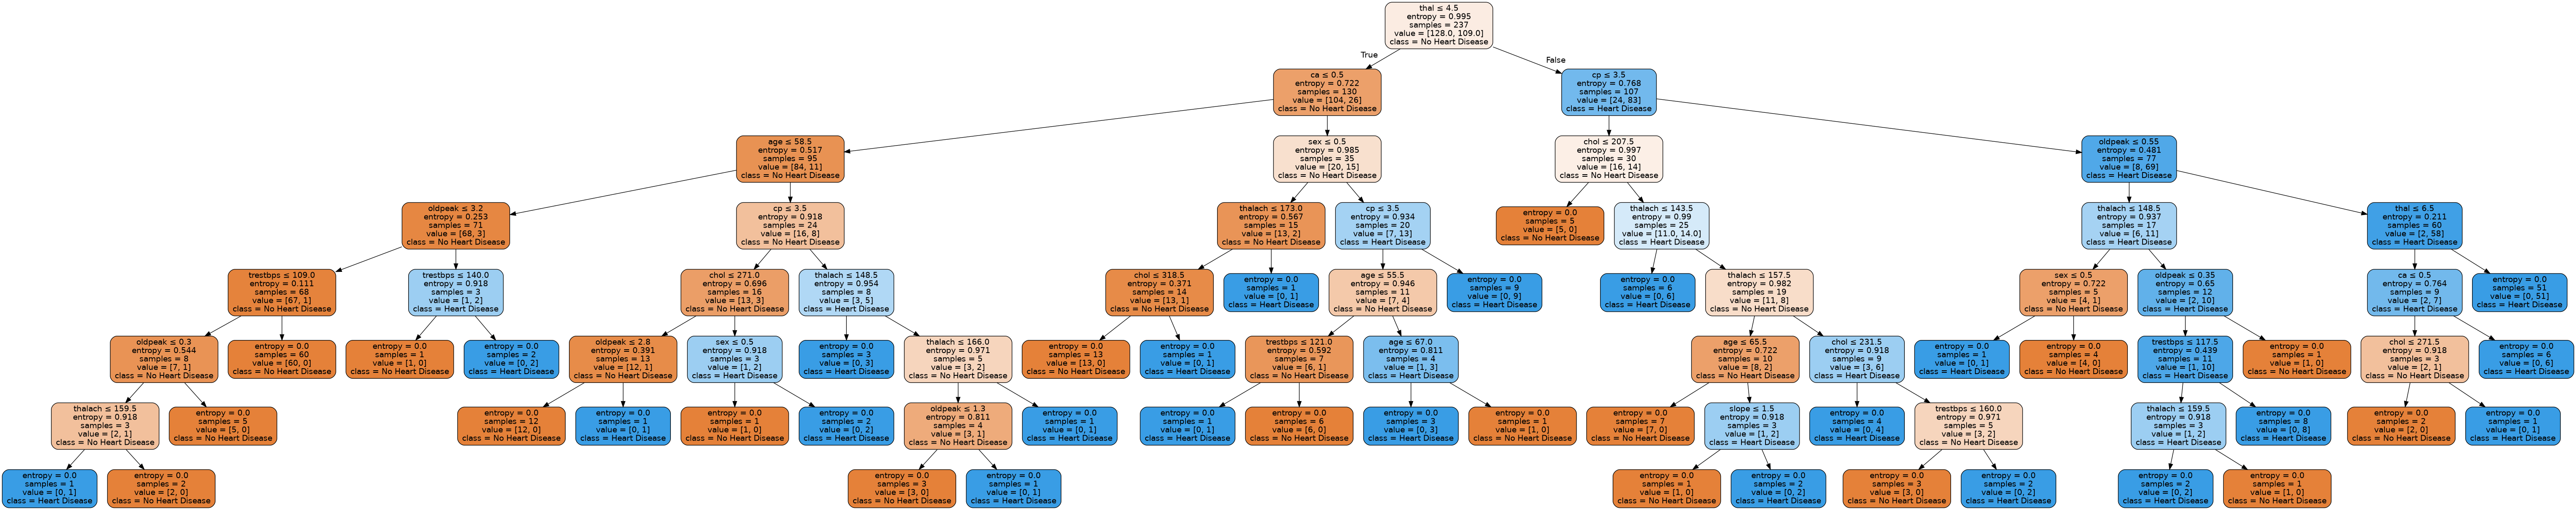 thal ≤ 4.5
entropy = 0.995
samples = 237
value = [128.0, 109.0]
class = No Heart Disease
True
False
ca ≤ 0.5
entropy = 0.722
samples = 130
value = [104, 26]
class = No Heart Disease
cp ≤ 3.5
entropy = 0.768
samples = 107
value = [24, 83]
class = Heart Disease
age ≤ 58.5
entropy = 0.517
samples = 95
value = [84, 11]
class = No Heart Disease
sex ≤ 0.5
entropy = 0.985
samples = 35
value = [20, 15]
class = No Heart Disease
chol ≤ 207.5
entropy = 0.997
samples = 30
value = [16, 14]
class = No Heart Disease
oldpeak ≤ 0.55
entropy = 0.481
samples = 77
value = [8, 69]
class = Heart Disease
oldpeak ≤ 3.2
entropy = 0.253
samples = 71
value = [68, 3]
class = No Heart Disease
cp ≤ 3.5
entropy = 0.918
samples = 24
value = [16, 8]
class = No Heart Disease
thalach ≤ 173.0
entropy = 0.567
samples = 15
value = [13, 2]
class = No Heart Disease
cp ≤ 3.5
entropy = 0.934
samples = 20
value = [7, 13]
class = Heart Disease
entropy = 0.0
samples = 5
value = [5, 0]
class = No Heart Disease
thalach ≤ 143.5
entropy = 0.99
samples = 25
value = [11.0, 14.0]
class = Heart Disease
thalach ≤ 148.5
entropy = 0.937
samples = 17
value = [6, 11]
class = Heart Disease
thal ≤ 6.5
entropy = 0.211
samples = 60
value = [2, 58]
class = Heart Disease
trestbps ≤ 109.0
entropy = 0.111
samples = 68
value = [67, 1]
class = No Heart Disease
trestbps ≤ 140.0
entropy = 0.918
samples = 3
value = [1, 2]
class = Heart Disease
chol ≤ 271.0
entropy = 0.696
samples = 16
value = [13, 3]
class = No Heart Disease
thalach ≤ 148.5
entropy = 0.954
samples = 8
value = [3, 5]
class = Heart Disease
chol ≤ 318.5
entropy = 0.371
samples = 14
value = [13, 1]
class = No Heart Disease
entropy = 0.0
samples = 1
value = [0, 1]
class = Heart Disease
age ≤ 55.5
entropy = 0.946
samples = 11
value = [7, 4]
class = No Heart Disease
entropy = 0.0
samples = 9
value = [0, 9]
class = Heart Disease
entropy = 0.0
samples = 6
value = [0, 6]
class = Heart Disease
thalach ≤ 157.5
entropy = 0.982
samples = 19
value = [11, 8]
class = No Heart Disease
sex ≤ 0.5
entropy = 0.722
samples = 5
value = [4, 1]
class = No Heart Disease
oldpeak ≤ 0.35
entropy = 0.65
samples = 12
value = [2, 10]
class = Heart Disease
ca ≤ 0.5
entropy = 0.764
samples = 9
value = [2, 7]
class = Heart Disease
entropy = 0.0
samples = 51
value = [0, 51]
class = Heart Disease
oldpeak ≤ 0.3
entropy = 0.544
samples = 8
value = [7, 1]
class = No Heart Disease
entropy = 0.0
samples = 60
value = [60, 0]
class = No Heart Disease
entropy = 0.0
samples = 1
value = [1, 0]
class = No Heart Disease
entropy = 0.0
samples = 2
value = [0, 2]
class = Heart Disease
oldpeak ≤ 2.8
entropy = 0.391
samples = 13
value = [12, 1]
class = No Heart Disease
sex ≤ 0.5
entropy = 0.918
samples = 3
value = [1, 2]
class = Heart Disease
entropy = 0.0
samples = 3
value = [0, 3]
class = Heart Disease
thalach ≤ 166.0
entropy = 0.971
samples = 5
value = [3, 2]
class = No Heart Disease
entropy = 0.0
samples = 13
value = [13, 0]
class = No Heart Disease
entropy = 0.0
samples = 1
value = [0, 1]
class = Heart Disease
trestbps ≤ 121.0
entropy = 0.592
samples = 7
value = [6, 1]
class = No Heart Disease
age ≤ 67.0
entropy = 0.811
samples = 4
value = [1, 3]
class = Heart Disease
age ≤ 65.5
entropy = 0.722
samples = 10
value = [8, 2]
class = No Heart Disease
chol ≤ 231.5
entropy = 0.918
samples = 9
value = [3, 6]
class = Heart Disease
entropy = 0.0
samples = 1
value = [0, 1]
class = Heart Disease
entropy = 0.0
samples = 4
value = [4, 0]
class = No Heart Disease
trestbps ≤ 117.5
entropy = 0.439
samples = 11
value = [1, 10]
class = Heart Disease
entropy = 0.0
samples = 1
value = [1, 0]
class = No Heart Disease
chol ≤ 271.5
entropy = 0.918
samples = 3
value = [2, 1]
class = No Heart Disease
entropy = 0.0
samples = 6
value = [0, 6]
class = Heart Disease
thalach ≤ 159.5
entropy = 0.918
samples = 3
value = [2, 1]
class = No Heart Disease
entropy = 0.0
samples = 5
value = [5, 0]
class = No Heart Disease
entropy = 0.0
samples = 12
value = [12, 0]
class = No Heart Disease
entropy = 0.0
samples = 1
value = [0, 1]
class = Heart Disease
entropy = 0.0
samples = 1
value = [1, 0]
class = No Heart Disease
entropy = 0.0
samples = 2
value = [0, 2]
class = Heart Disease
oldpeak ≤ 1.3
entropy = 0.811
samples = 4
value = [3, 1]
class = No Heart Disease
entropy = 0.0
samples = 1
value = [0, 1]
class = Heart Disease
entropy = 0.0
samples = 1
value = [0, 1]
class = Heart Disease
entropy = 0.0
samples = 6
value = [6, 0]
class = No Heart Disease
entropy = 0.0
samples = 3
value = [0, 3]
class = Heart Disease
entropy = 0.0
samples = 1
value = [1, 0]
class = No Heart Disease
entropy = 0.0
samples = 7
value = [7, 0]
class = No Heart Disease
slope ≤ 1.5
entropy = 0.918
samples = 3
value = [1, 2]
class = Heart Disease
entropy = 0.0
samples = 4
value = [0, 4]
class = Heart Disease
trestbps ≤ 160.0
entropy = 0.971
samples = 5
value = [3, 2]
class = No Heart Disease
thalach ≤ 159.5
entropy = 0.918
samples = 3
value = [1, 2]
class = Heart Disease
entropy = 0.0
samples = 8
value = [0, 8]
class = Heart Disease
entropy = 0.0
samples = 2
value = [2, 0]
class = No Heart Disease
entropy = 0.0
samples = 1
value = [0, 1]
class = Heart Disease
entropy = 0.0
samples = 1
value = [0, 1]
class = Heart Disease
entropy = 0.0
samples = 2
value = [2, 0]
class = No Heart Disease
entropy = 0.0
samples = 3
value = [3, 0]
class = No Heart Disease
entropy = 0.0
samples = 1
value = [0, 1]
class = Heart Disease
entropy = 0.0
samples = 1
value = [1, 0]
class = No Heart Disease
entropy = 0.0
samples = 2
value = [0, 2]
class = Heart Disease
entropy = 0.0
samples = 3
value = [3, 0]
class = No Heart Disease
entropy = 0.0
samples = 2
value = [0, 2]
class = Heart Disease
entropy = 0.0
samples = 2
value = [0, 2]
class = Heart Disease
entropy = 0.0
samples = 1
value = [1, 0]
class = No Heart Disease